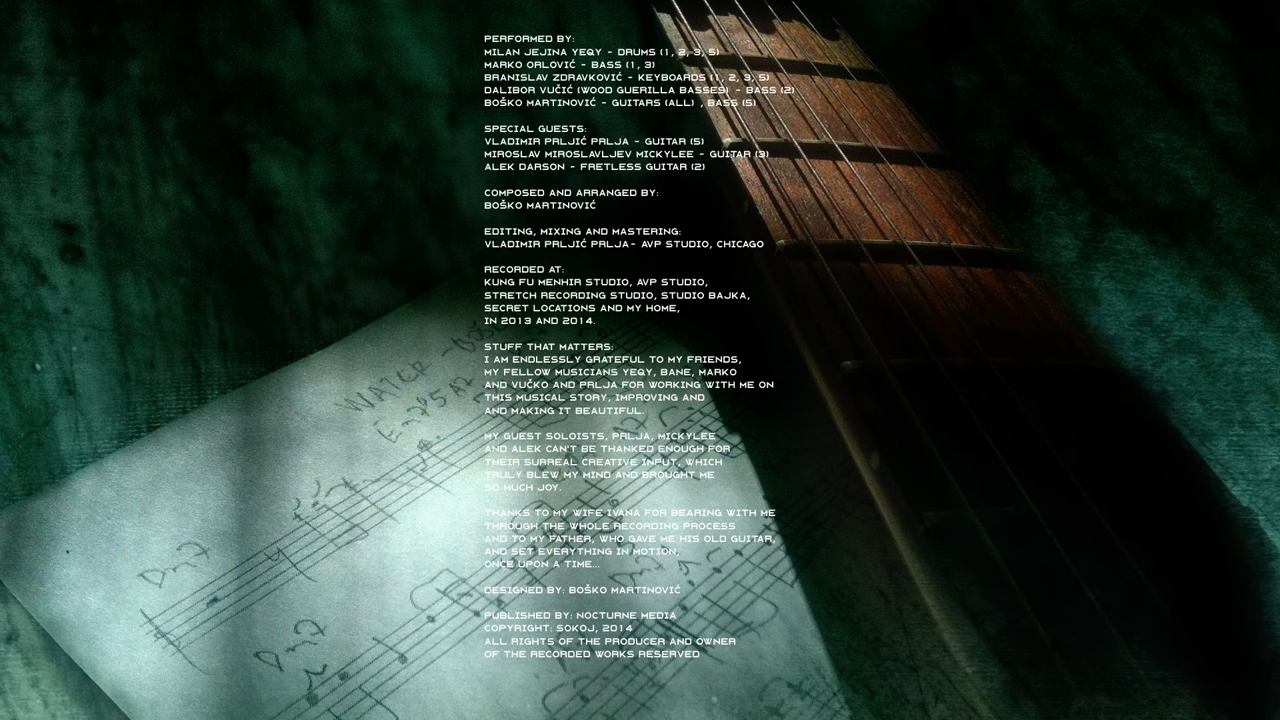 PERFORMED BY:
MILAN JEJINA YEQY - DRUMS (1, 2, 3, 5)
MARKO ORLOVIĆ - BASS (1, 3)
BRANISLAV ZDRAVKOVIĆ - KEYBOARDS (1, 2, 3, 5)
DALIBOR VUČIĆ (WOOD GUERILLA BASSES) - BASS (2)
BOŠKO MARTINOVIĆ - GUITARS (ALL) , BASS (5)
SPECIAL GUESTS:
VLADIMIR PRLJIĆ PRLJA - GUITAR (5)
MIROSLAV MIROSLAVLJEV MICKYLEE - GUITAR (3)
ALEK DARSON - FRETLESS GUITAR (2)
COMPOSED AND ARRANGED BY:
BOŠKO MARTINOVIĆ
EDITING, MIXING AND MASTERING:
VLADIMIR PRLJIĆ PRLJA- AVP STUDIO, CHICAGO
RECORDED AT:
KUNG FU MENHIR STUDIO, AVP STUDIO,
STRETCH RECORDING STUDIO, STUDIO BAJKA,
SECRET LOCATIONS AND MY HOME,
IN 2013 AND 2014.
STUFF THAT MATTERS:
I AM ENDLESSLY GRATEFUL TO MY FRIENDS,
MY FELLOW MUSICIANS YEQY, BANE, MARKO
AND VUČKO AND PRLJA FOR WORKING WITH ME ON
THIS MUSICAL STORY, IMPROVING AND
AND MAKING IT BEAUTIFUL.
MY GUEST SOLOISTS, PRLJA, MICKYLEE
AND ALEK CAN'T BE THANKED ENOUGH FOR
THEIR SURREAL CREATIVE INPUT, WHICH
TRULY BLEW MY MIND AND BROUGHT ME
SO MUCH JOY.
THANKS TO MY WIFE IVANA FOR BEARING WITH ME
THROUGH THE WHOLE RECORDING PROCESS
AND TO MY FATHER, WHO GAVE ME HIS OLD GUITAR,
AND SET EVERYTHING IN MOTION,
ONCE UPON A TIME...
DESIGNED BY: BOŠKO MARTINOVIĆ
PUBLISHED BY: NOCTURNE MEDIA
COPYRIGHT: SOKOJ, 2014
ALL RIGHTS OF THE PRODUCER AND OWNER
OF THE RECORDED WORKS RESERVED
WATER